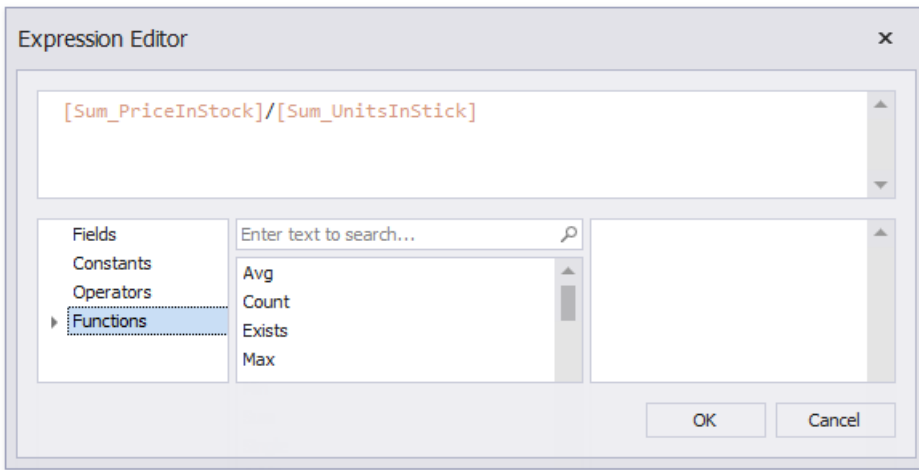 Expression Editor
[Sum_PriceInStock]/[Sum_UnitsInStick]
Fields
Constants
Operators
Functions
Enter text to search...
Avg
Count
Exists
Max
OK
Cancel